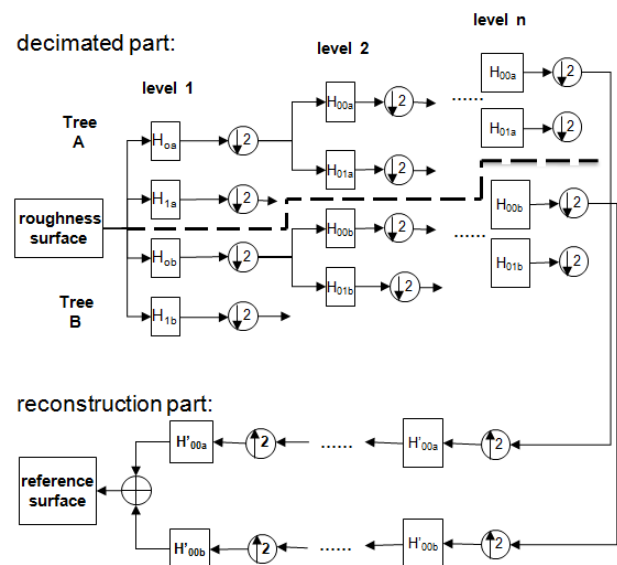 decimated part:
level 1
level 2
level n
Tree
A
H₀ₐ
↓2
H₀₀ₐ
↓2
......
H₀₀ₐ
↓2
H₀₁ₐ
↓2
H₀₁ₐ
↓2
H₁ₐ
↓2
roughness
surface
H₀b
↓2
H₀₀b
↓2
......
H₀₀b
↓2
H₀₁b
↓2
H₀₁b
↓2
Tree
B
H₁b
↓2
reconstruction part:
H'₀₀ₐ
↑2
......
H'₀₀ₐ
↑2
reference
surface
H'₀₀b
↑2
......
H'₀₀b
↑2